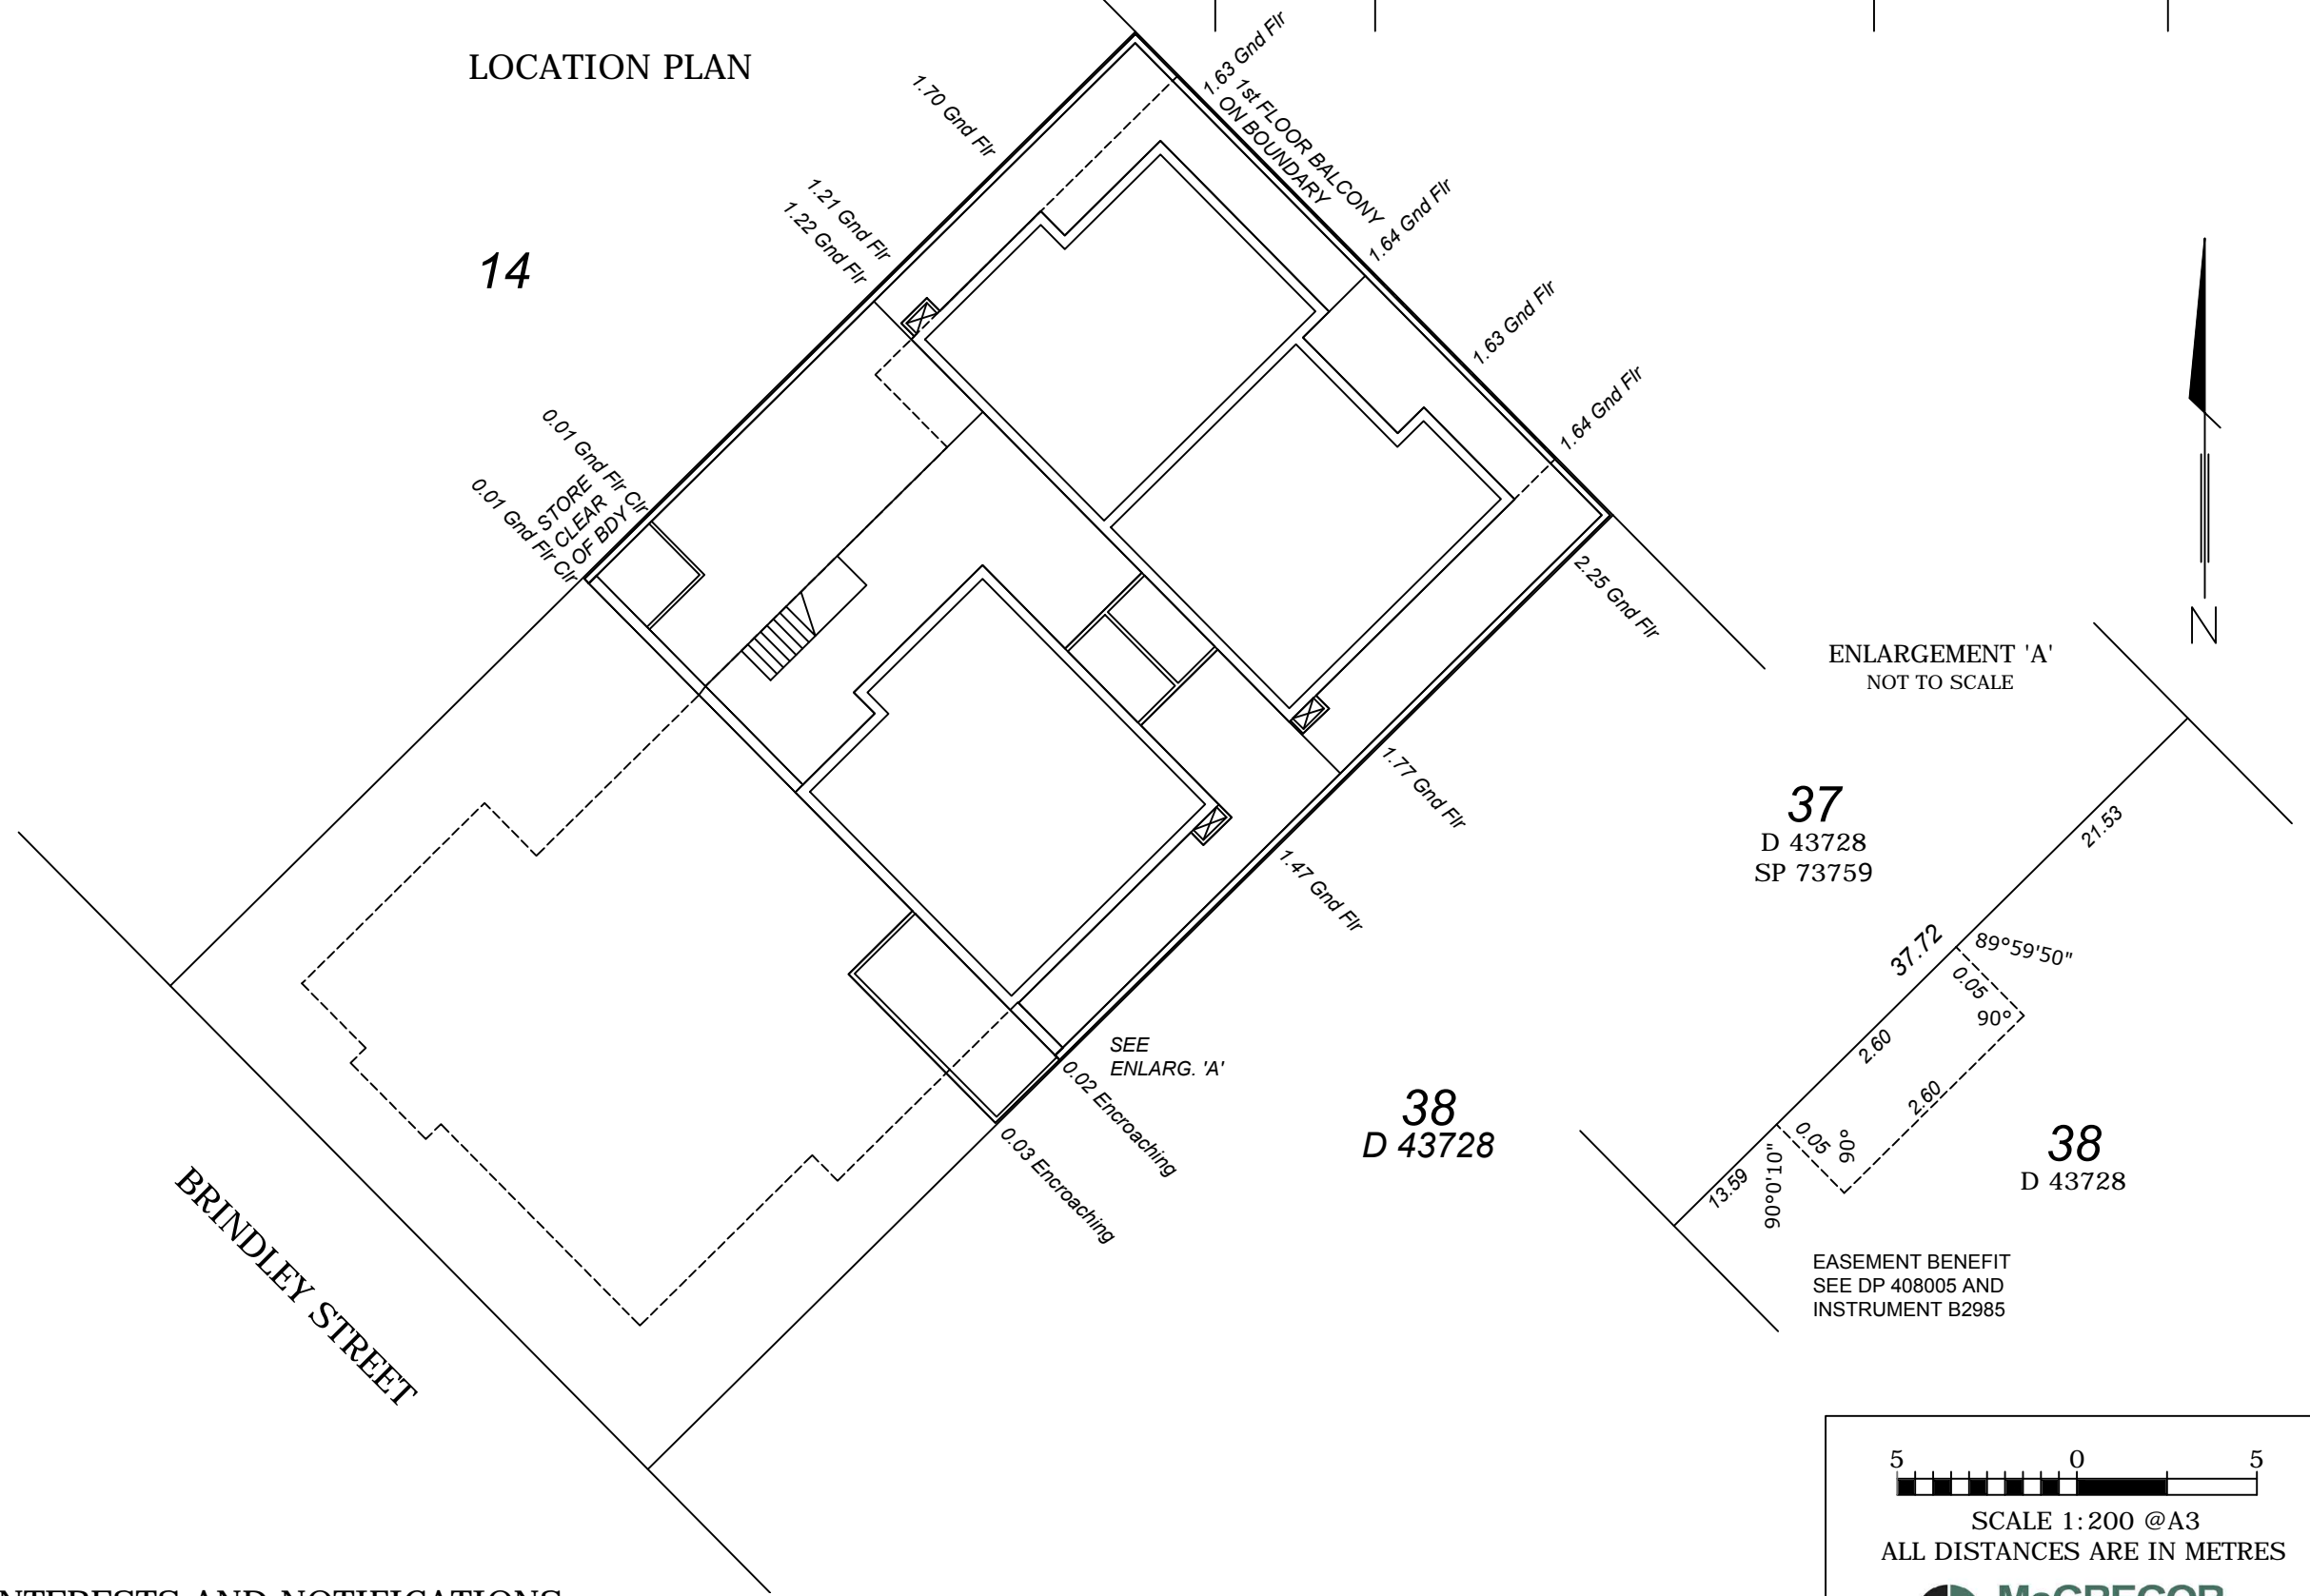 LOCATION PLAN
14
1.70 Gnd Flr
1.21 Gnd Flr
1.22 Gnd Flr
0.01 Gnd Flr Clr
STORE
CLEAR
OF BDY
0.01 Gnd Flr Clr
1.63 Gnd Flr
1st FLOOR BALCONY
ON BOUNDARY
1.64 Gnd Flr
1.63 Gnd Flr
1.64 Gnd Flr
2.25 Gnd Flr
1.77 Gnd Flr
1.47 Gnd Flr
SEE
ENLARG. 'A'
0.02 Encroaching
0.03 Encroaching
38
D 43728
BRINDLEY STREET
N
ENLARGEMENT 'A'
NOT TO SCALE
37
D 43728
SP 73759
21.53
37.72
89°59'50"
0.05
90°
2.60
2.60
0.05
90°
13.59
90°0'10"
38
D 43728
EASEMENT BENEFIT
SEE DP 408005 AND
INSTRUMENT B2985
5 0 5
SCALE 1:200 @A3
ALL DISTANCES ARE IN METRES
McGREGOR
NTERESTS AND NOTIFICATIONS